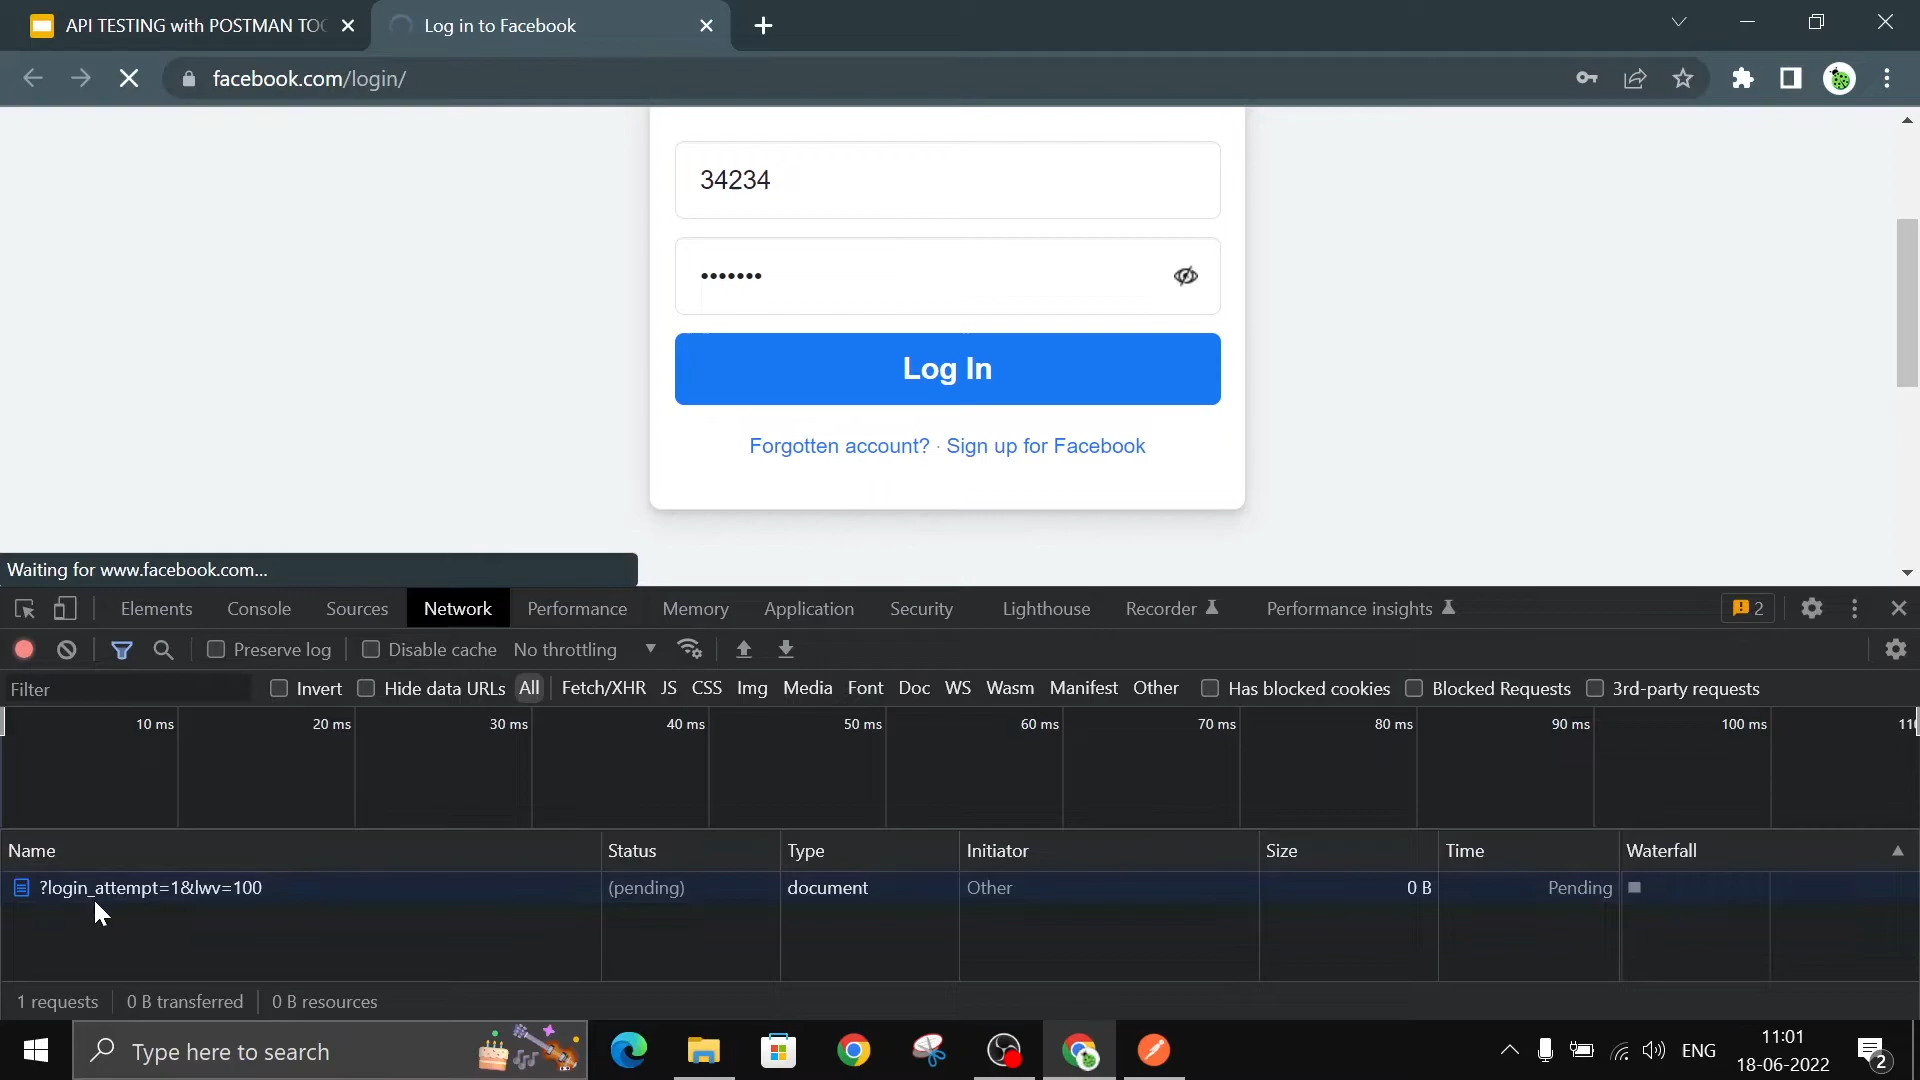 API TESTING with POSTMAN TO
Log in to Facebook
facebook.com/login/
34234
•••••••
Log In
Forgotten account? · Sign up for Facebook
Waiting for www.facebook.com...
Elements Console Sources Network Performance Memory Application Security Lighthouse Recorder Performance insights 2
Preserve log Disable cache No throttling
Filter Invert Hide data URLs All Fetch/XHR JS CSS Img Media Font Doc WS Wasm Manifest Other Has blocked cookies Blocked Requests 3rd-party requests
10 ms 20 ms 30 ms 40 ms 50 ms 60 ms 70 ms 80 ms 90 ms 100 ms 11
Name Status Type Initiator Size Time Waterfall
?login_attempt=1&lwv=100 (pending) document Other 0 B Pending
1 requests 0 B transferred 0 B resources
Type here to search
ENG
11:01
18-06-2022
2